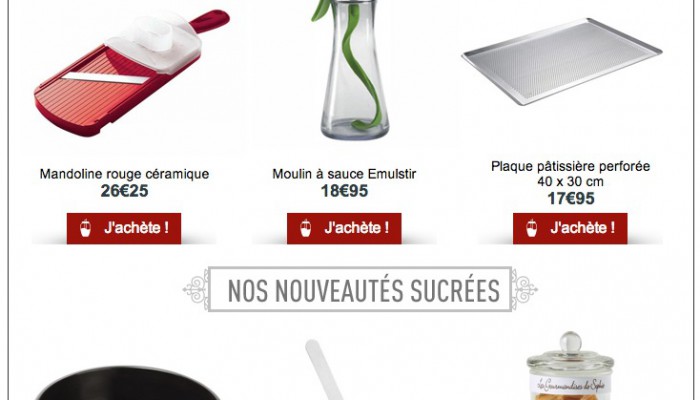 Mandoline rouge céramique
26€25
J'achète !
Moulin à sauce Emulstir
18€95
J'achète !
Plaque pâtissière perforée
40 x 30 cm
17€95
J'achète !
NOS NOUVEAUTÉS SUCRÉES
Les Gourmandises de Sophie